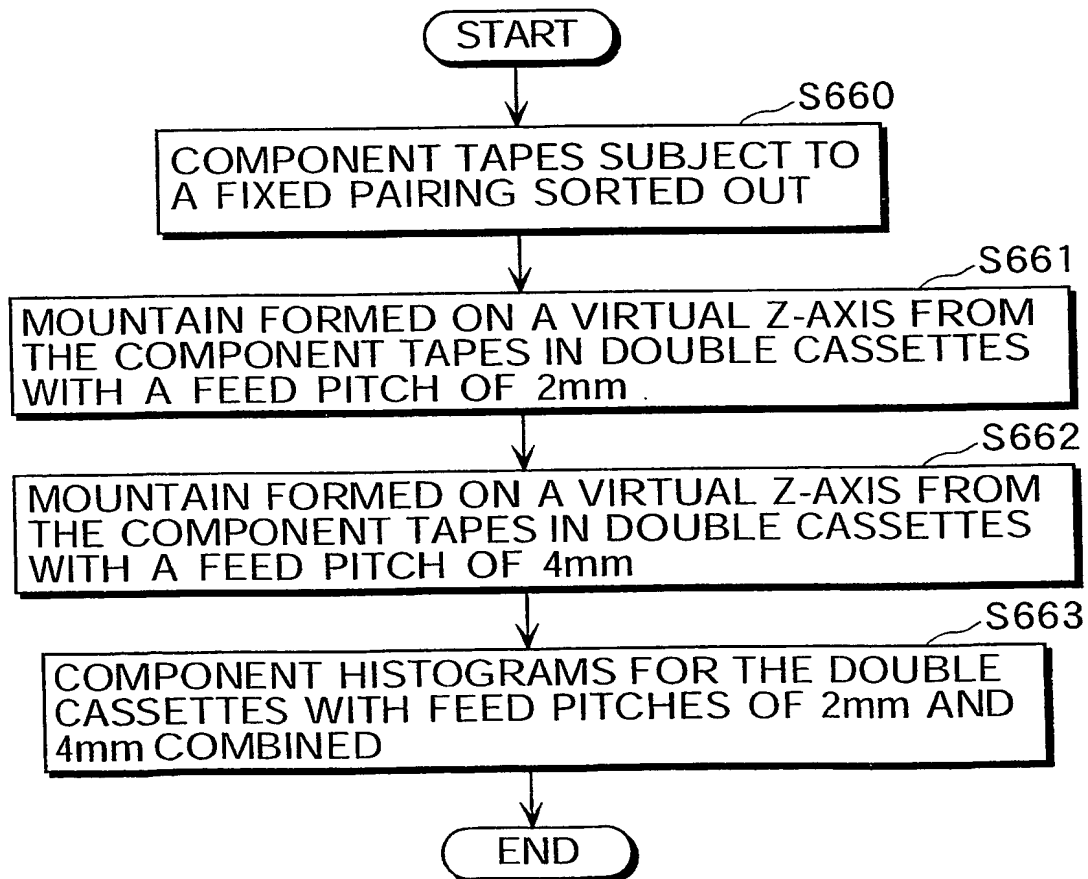 START
S660
COMPONENT TAPES SUBJECT TO
A FIXED PAIRING SORTED OUT
S661
MOUNTAIN FORMED ON A VIRTUAL Z-AXIS FROM
THE COMPONENT TAPES IN DOUBLE CASSETTES
WITH A FEED PITCH OF 2mm
S662
MOUNTAIN FORMED ON A VIRTUAL Z-AXIS FROM
THE COMPONENT TAPES IN DOUBLE CASSETTES
WITH A FEED PITCH OF 4mm
S663
COMPONENT HISTOGRAMS FOR THE DOUBLE
CASSETTES WITH FEED PITCHES OF 2mm AND
4mm COMBINED
END